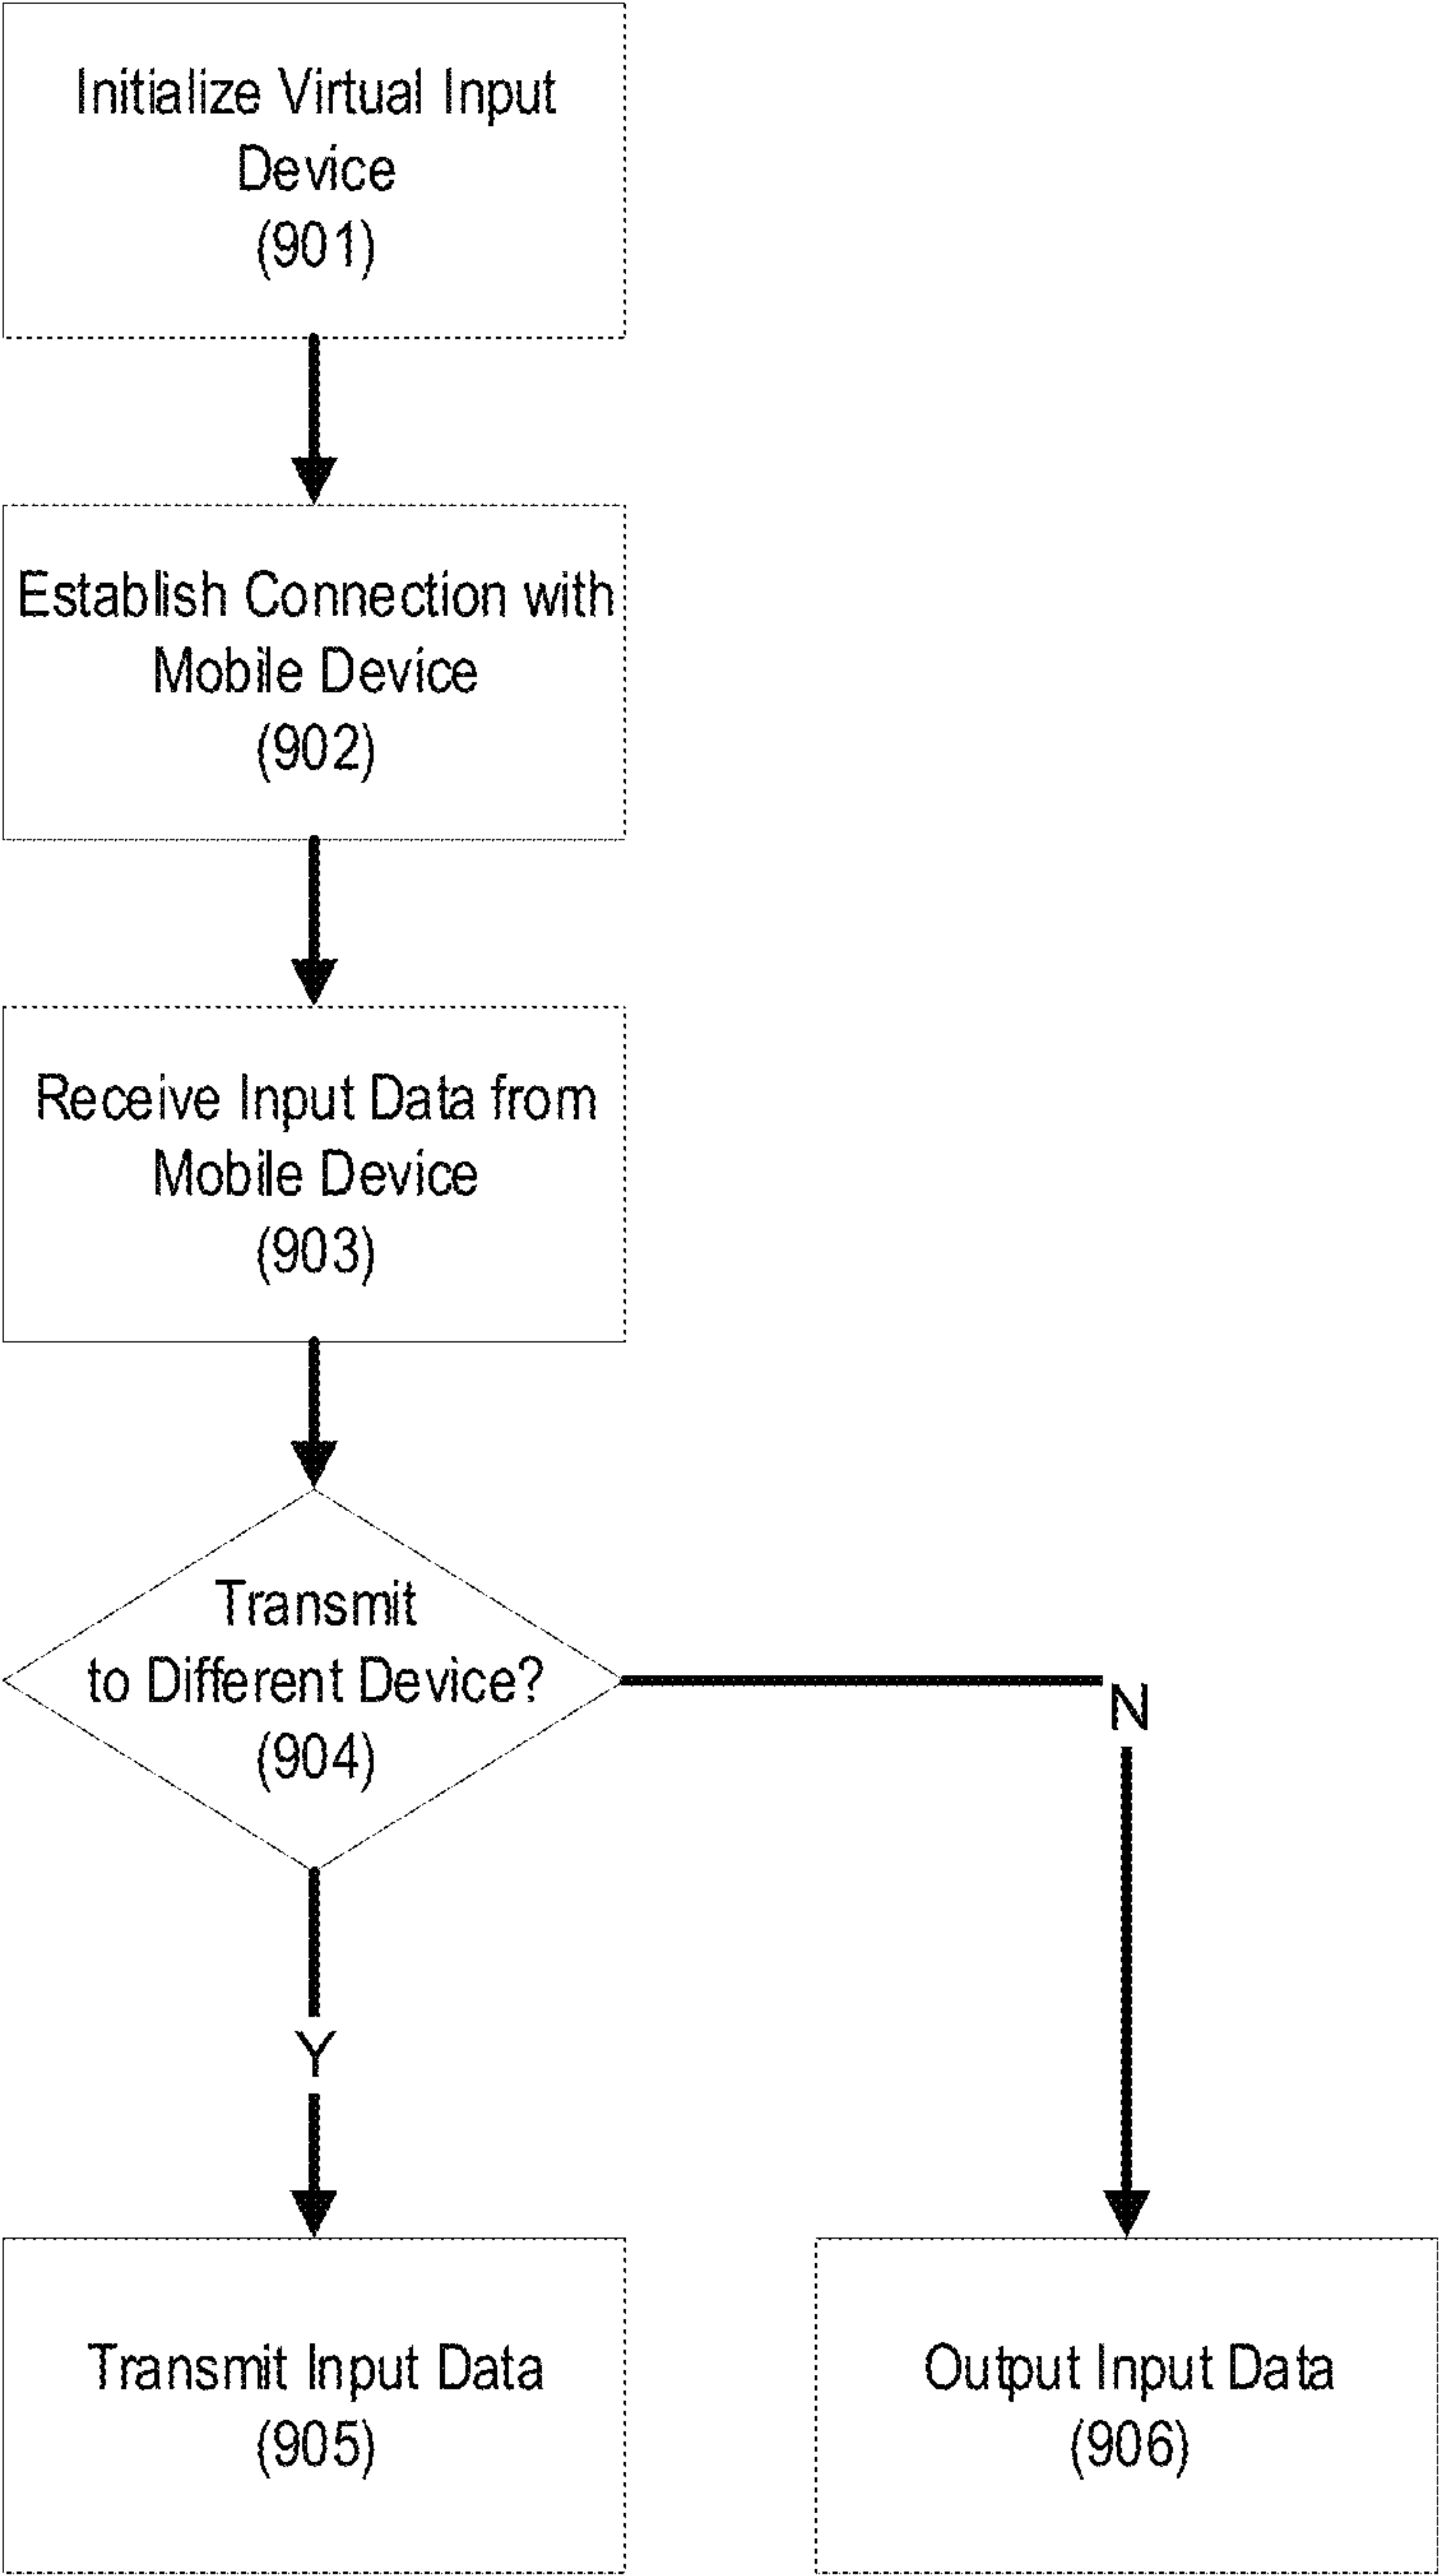 Initialize Virtual Input
Device
(901)
Establish Connection with
Mobile Device
(902)
Receive Input Data from
Mobile Device
(903)
Transmit
to Different Device?
(904)
N
Y
Transmit Input Data
(905)
Output Input Data
(906)